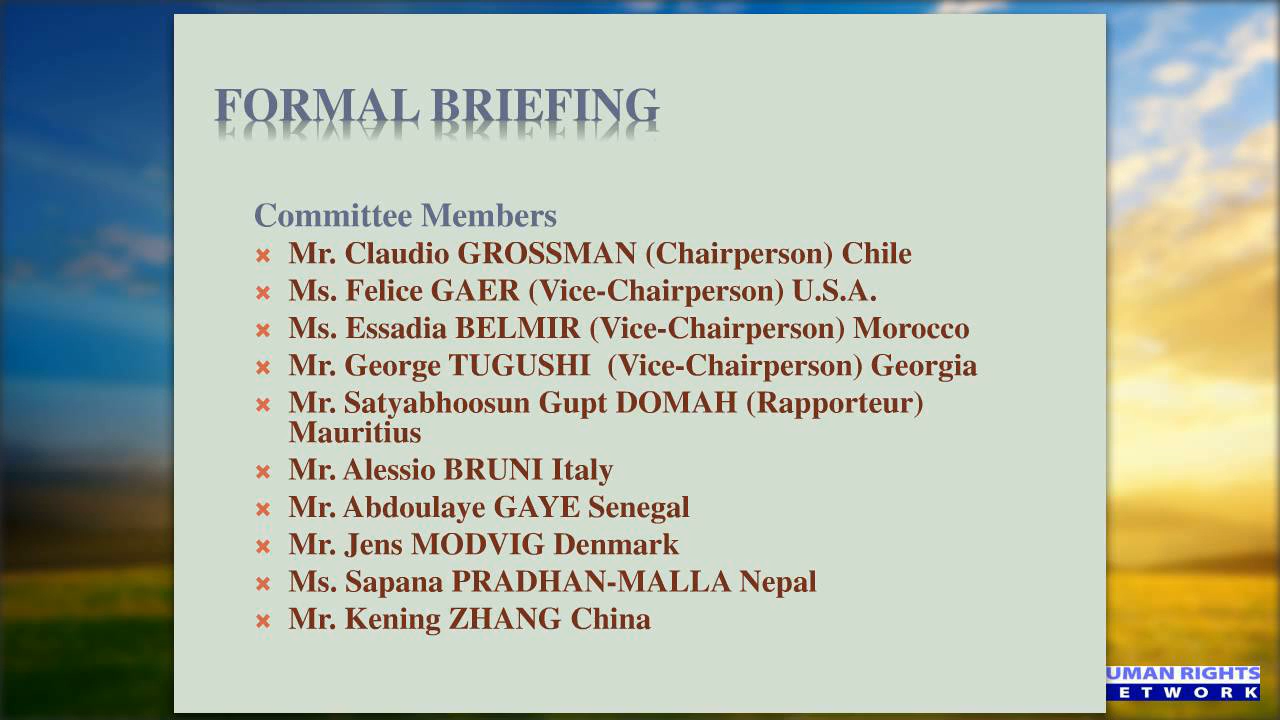 FORMAL BRIEFING
Committee Members
Mr. Claudio GROSSMAN (Chairperson) Chile
Ms. Felice GAER (Vice-Chairperson) U.S.A.
Ms. Essadia BELMIR (Vice-Chairperson) Morocco
Mr. George TUGUSHI (Vice-Chairperson) Georgia
Mr. Satyabhoosun Gupt DOMAH (Rapporteur)
Mauritius
Mr. Alessio BRUNI Italy
Mr. Abdoulaye GAYE Senegal
Mr. Jens MODVIG Denmark
Ms. Sapana PRADHAN-MALLA Nepal
Mr. Kening ZHANG China
UMAN RIGHTS
ETWORK